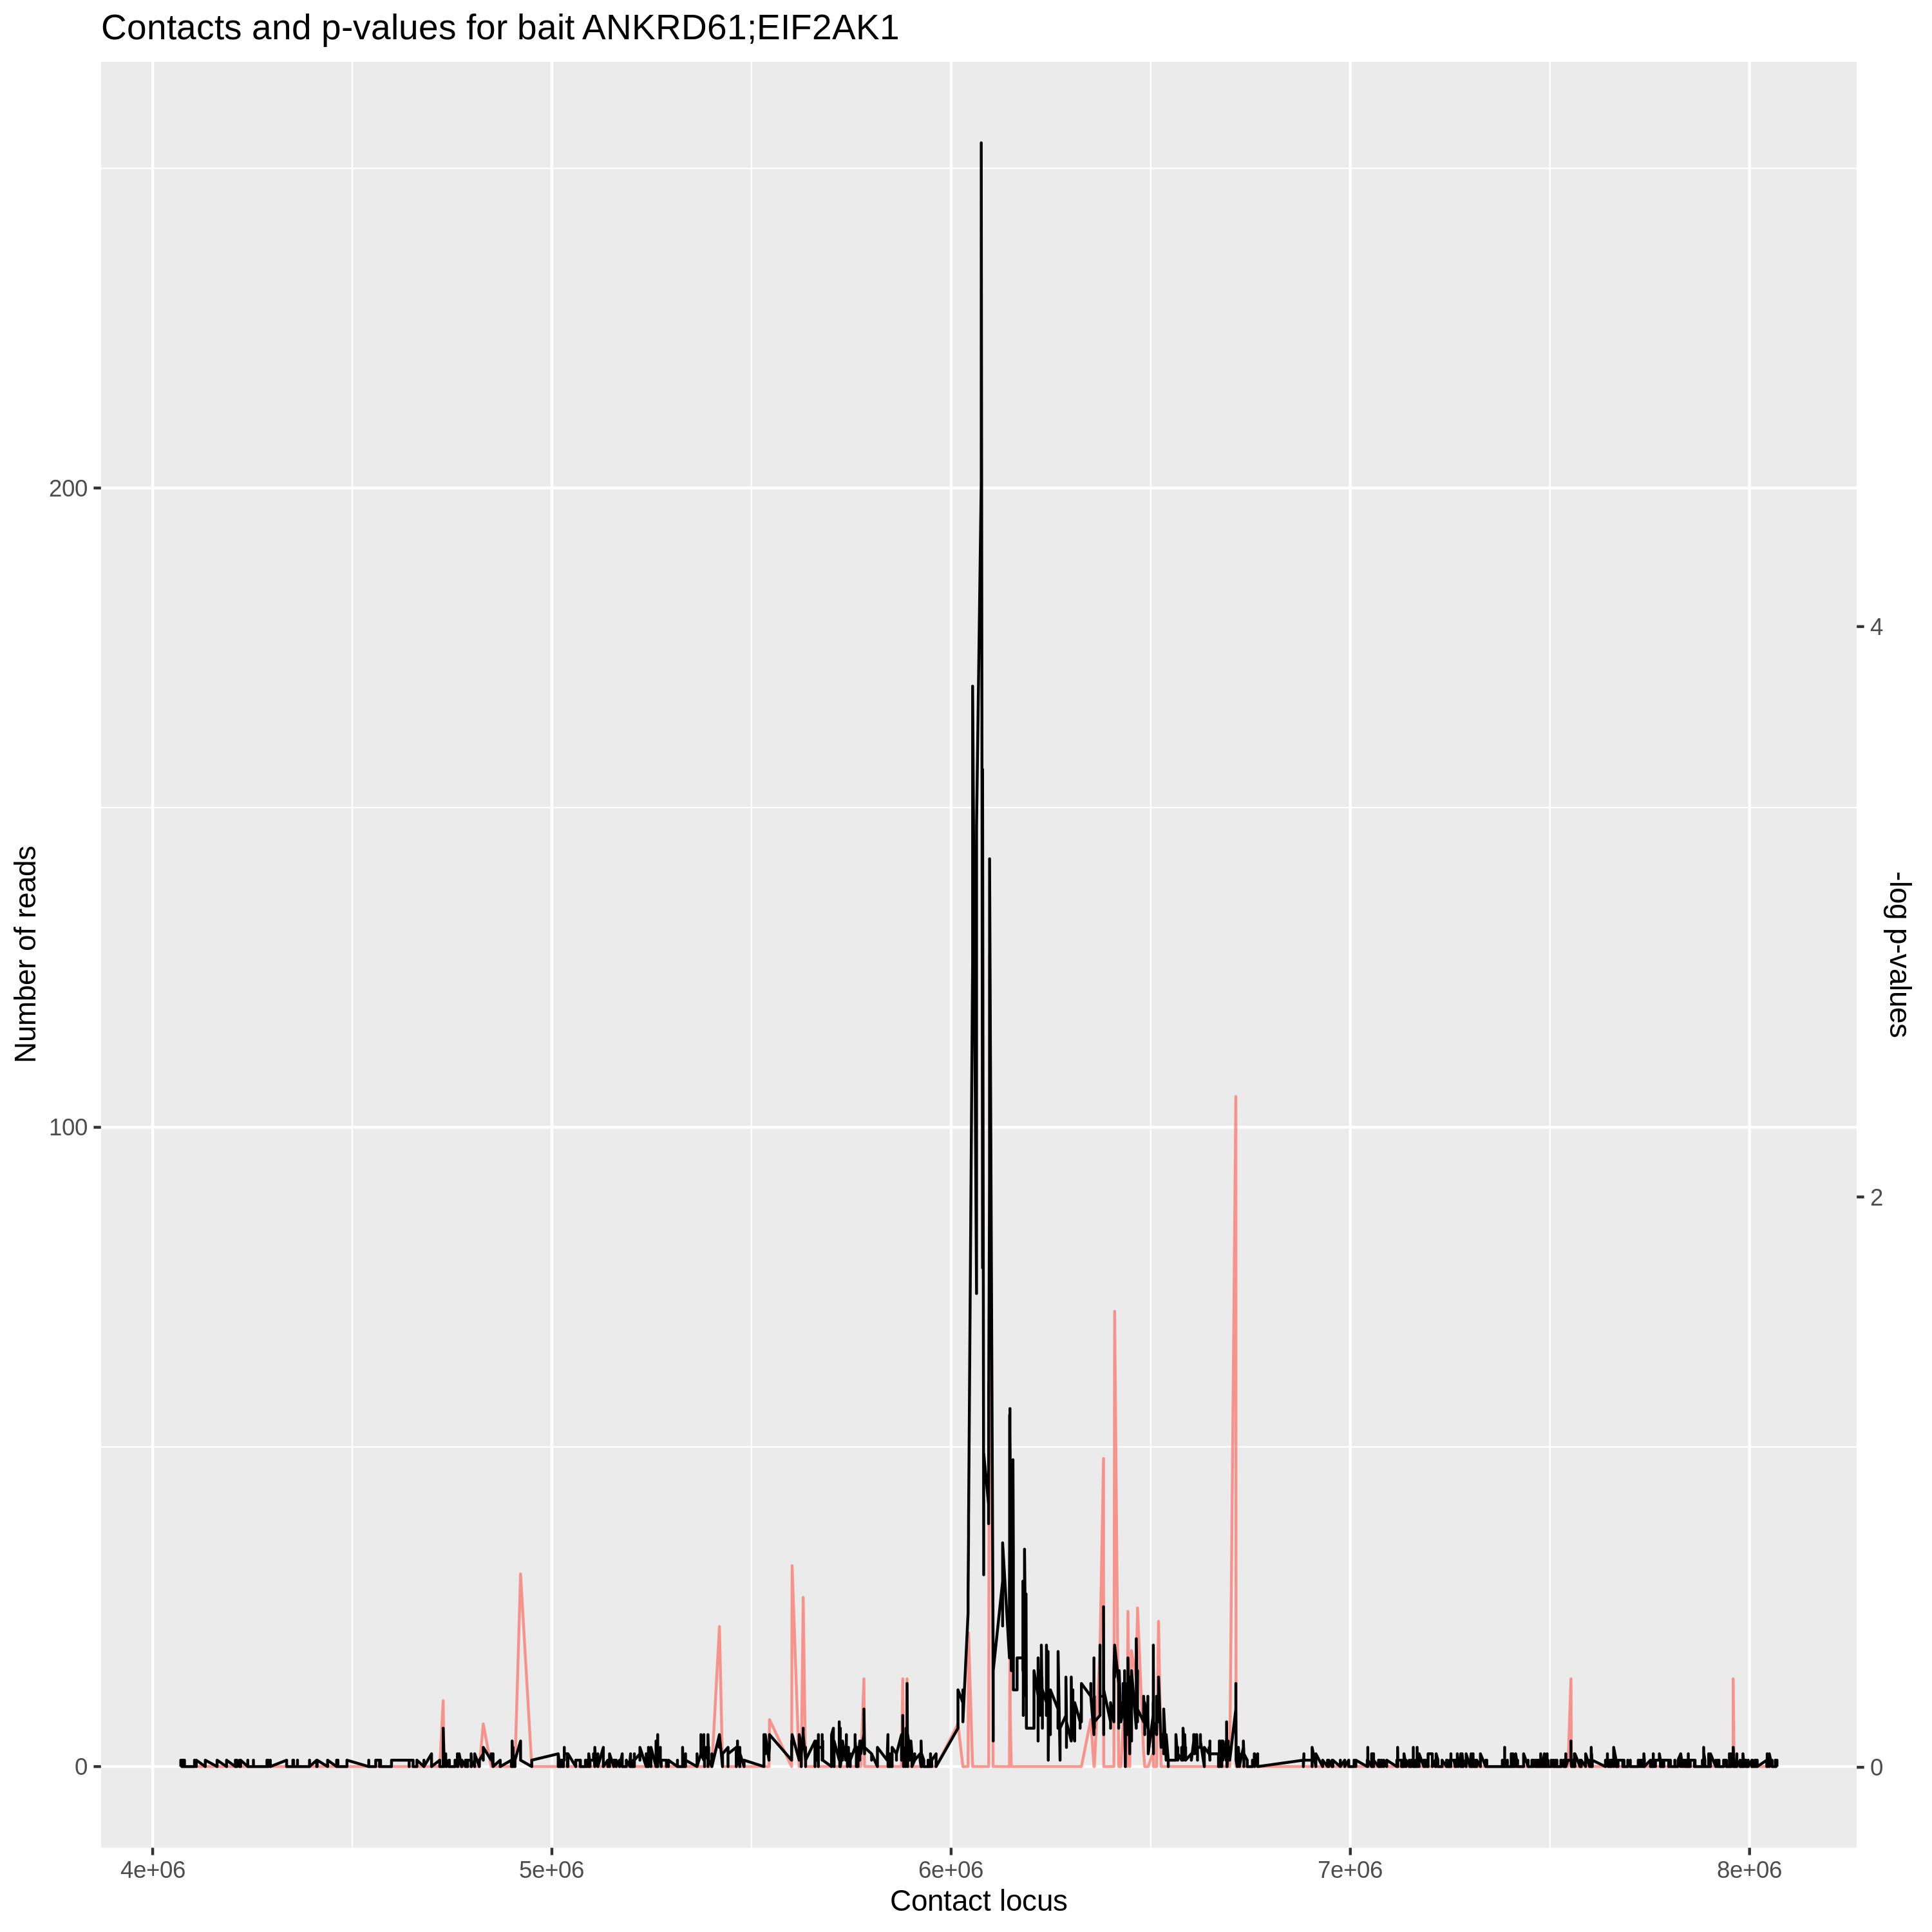 Contacts and p-values for bait ANKRD61;EIF2AK1
Number of reads
200
100
0
4
2
0
-log p-values
4e+06 5e+06 6e+06 7e+06 8e+06
Contact locus